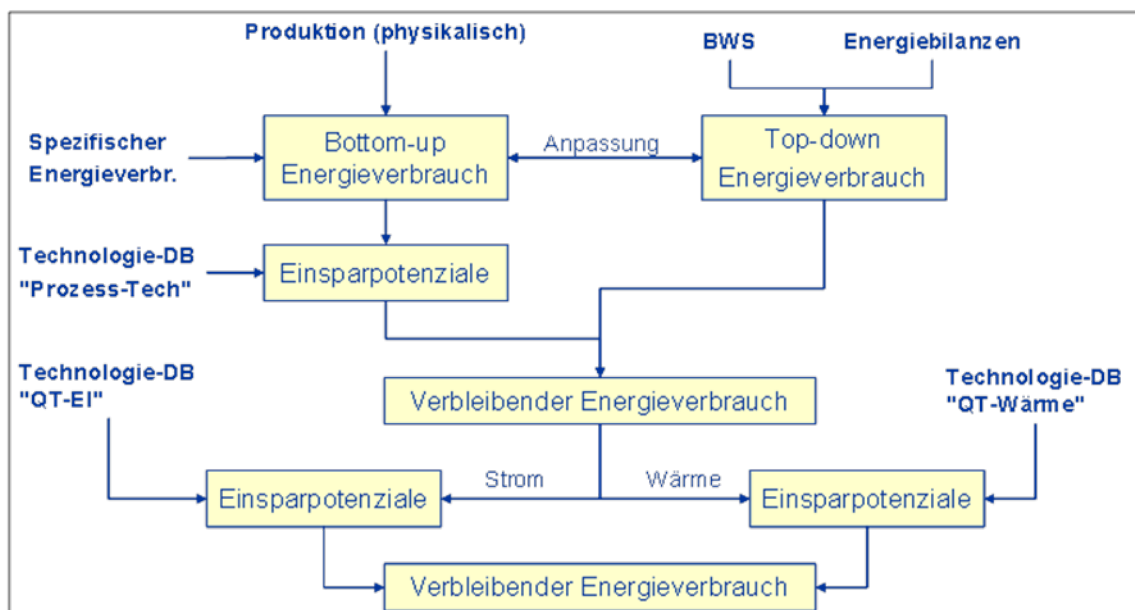 Produktion (physikalisch)
BWS
Energiebilanzen
Spezifischer
Energieverbr.
Bottom-up
Energieverbrauch
Anpassung
Top-down
Energieverbrauch
Technologie-DB
"Prozess-Tech"
Einsparpotenziale
Technologie-DB
"QT-El"
Verbleibender Energieverbrauch
Technologie-DB
"QT-Wärme"
Einsparpotenziale
Strom
Wärme
Einsparpotenziale
Verbleibender Energieverbrauch